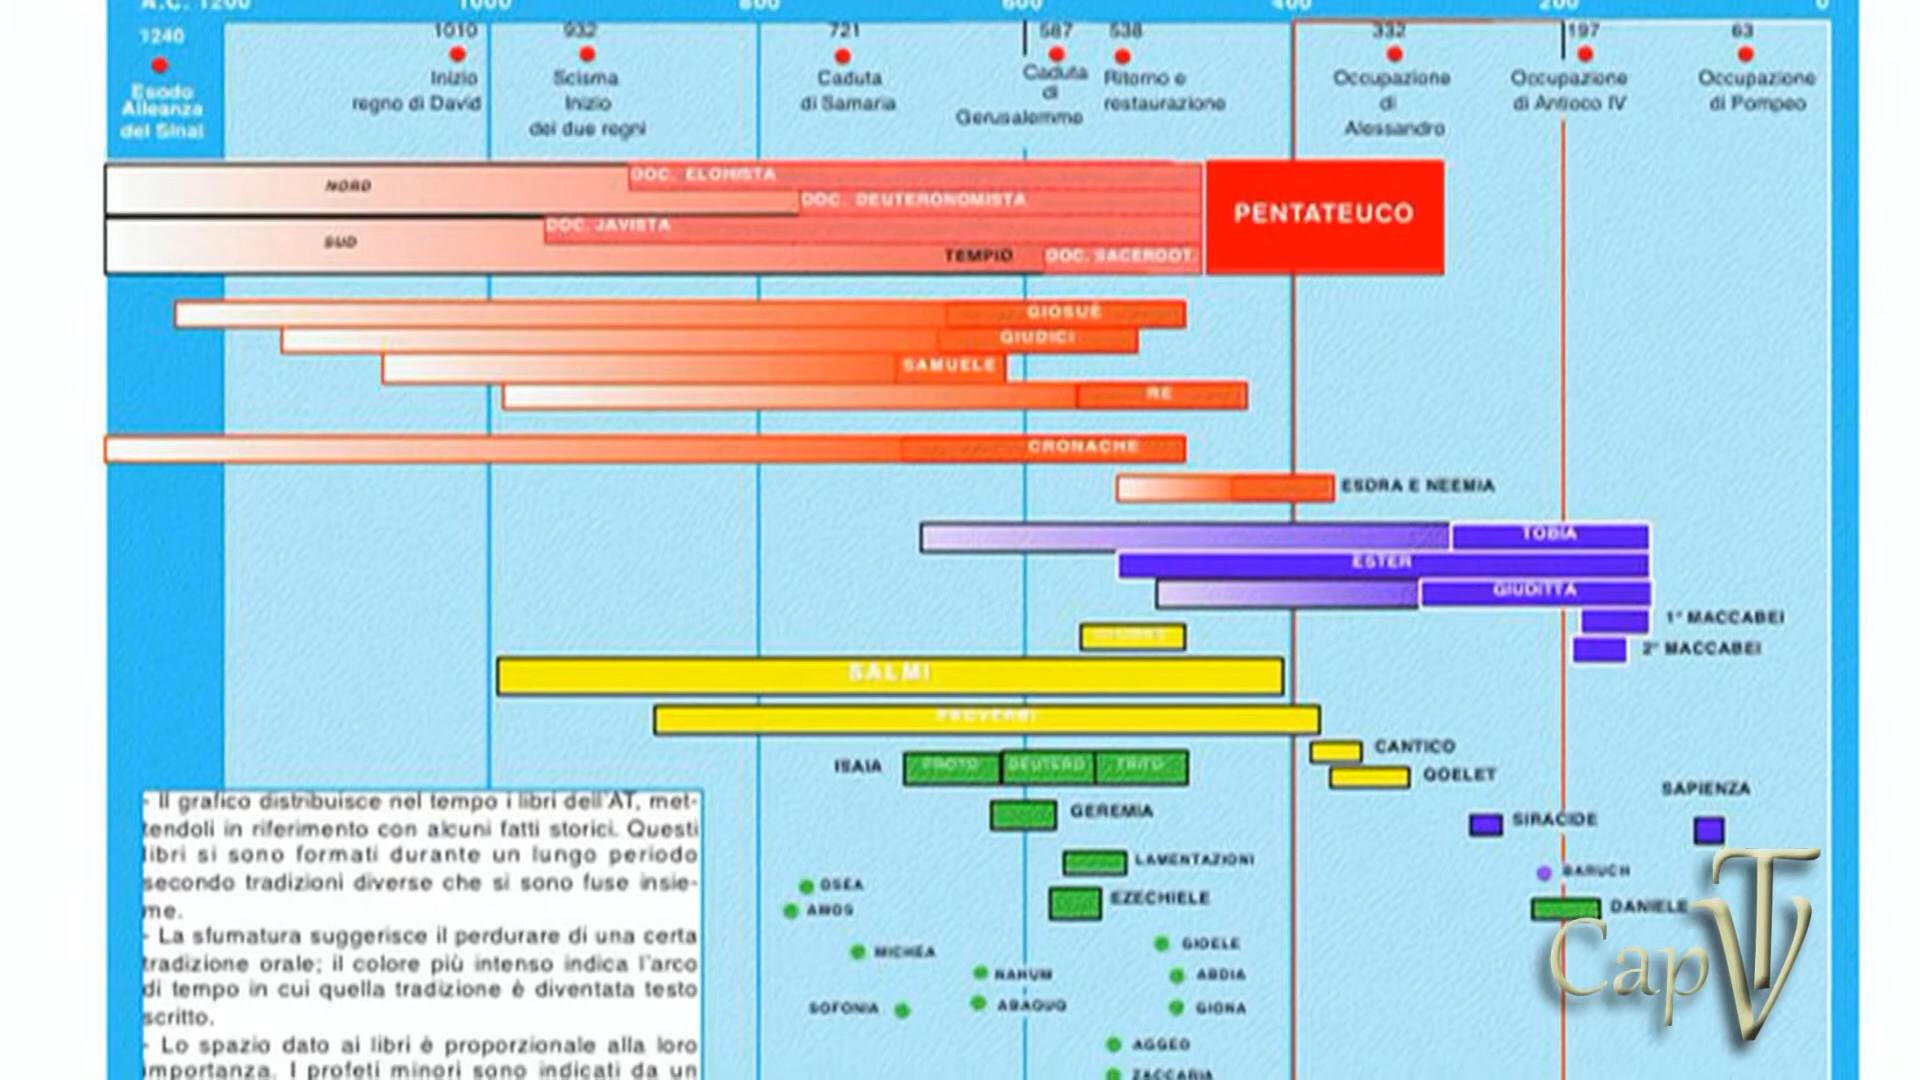 A.C. 1200 1000 800 600 400 200 0
1240 1010 932 721 587 538 332 197 63
Esodo
Alleanza
del Sinai
Inizio
regno di David
Scisma
Inizio
dei due regni
Caduta
di Samaria
Caduta
di
Gerusalemme
Ritorno e
restaurazione
Occupazione
di
Alessandro
Occupazione
di Antioco IV
Occupazione
di Pompeo
NORD
DOC. ELOHISTA
DOC. DEUTERONOMISTA
DOC. JAVISTA
SUD
TEMPIO
DOC. SACERDOT.
PENTATEUCO
GIOSUÈ
GIUDICI
SAMUELE
RE
CRONACHE
ESDRA E NEEMIA
TOBIA
ESTER
GIUDITTA
1° MACCABEI
2° MACCABEI
SALMI
PROVERBI
CANTICO
QOELET
ISAIA PROTO DEUTERO TRITO
SAPIENZA
GEREMIA
SIRACIDE
LAMENTAZIONI
BARUCH
OSEA
EZECHIELE
DANIELE
AMOS
MICHEA
GIOELE
NAHUM
ABDIA
SOFONIA
ABAQUQ
GIONA
AGGEO
ZACCARIA
- Il grafico distribuisce nel tempo i libri dell'AT, met-
tendoli in riferimento con alcuni fatti storici. Questi
libri si sono formati durante un lungo periodo
secondo tradizioni diverse che si sono fuse insie-
me.
- La sfumatura suggerisce il perdurare di una certa
tradizione orale; il colore più intenso indica l'arco
di tempo in cui quella tradizione è diventata testo
scritto.
- Lo spazio dato ai libri è proporzionale alla loro
importanza. I profeti minori sono indicati da un
Cap TV